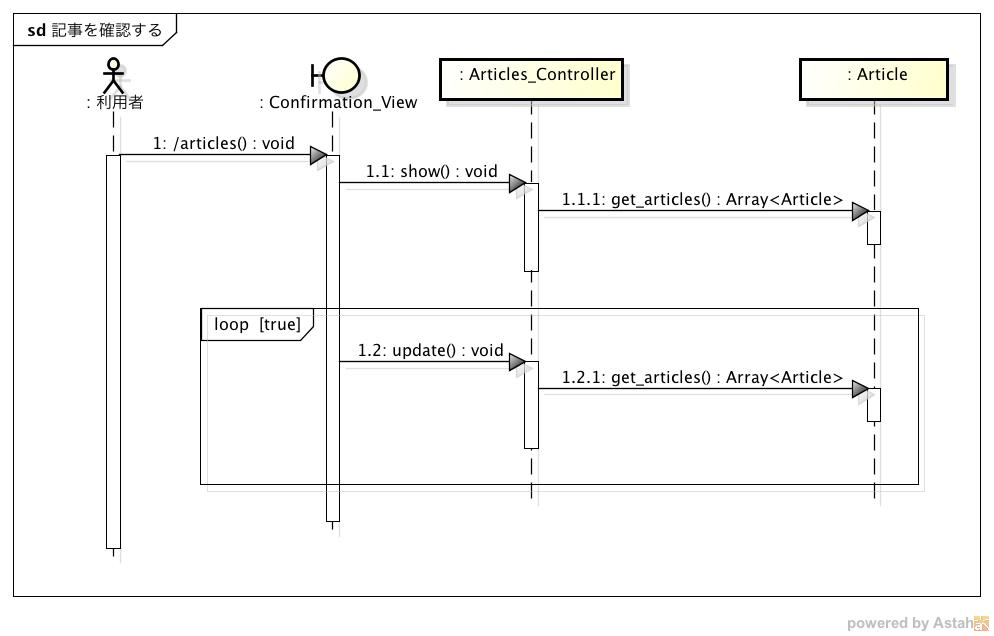 sd 記事を確認する
: 利用者
: Confirmation_View
: Articles_Controller
: Article
1: /articles() : void
1.1: show() : void
1.1.1: get_articles() : Array<Article>
loop [true]
1.2: update() : void
1.2.1: get_articles() : Array<Article>
powered by Astah